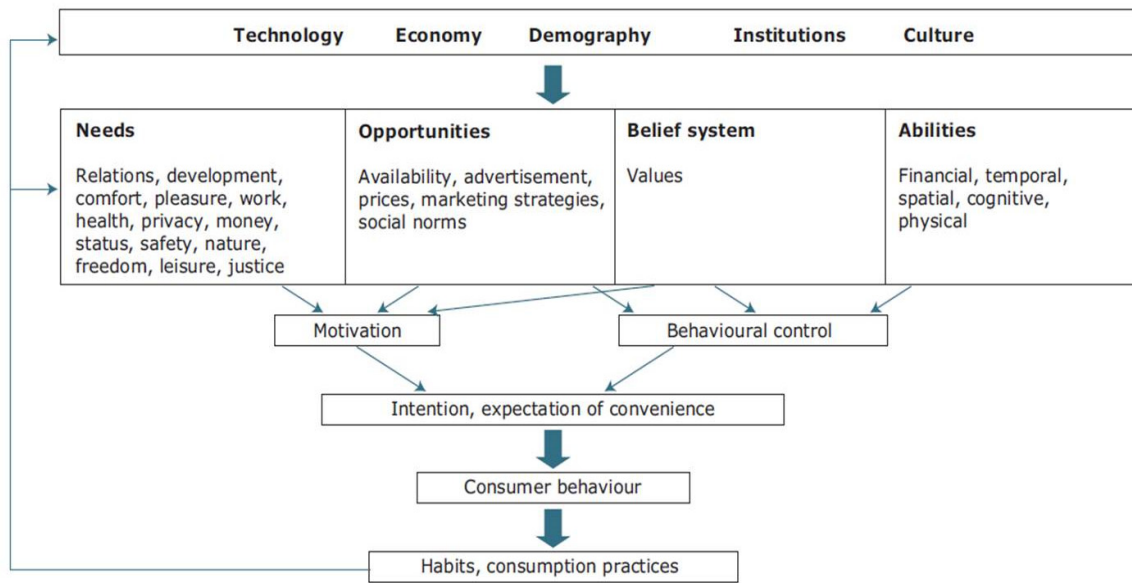 Technology Economy Demography Institutions Culture
Needs
Relations, development,
comfort, pleasure, work,
health, privacy, money,
status, safety, nature,
freedom, leisure, justice
Opportunities
Availability, advertisement,
prices, marketing strategies,
social norms
Belief system
Values
Abilities
Financial, temporal,
spatial, cognitive,
physical
Motivation
Behavioural control
Intention, expectation of convenience
Consumer behaviour
Habits, consumption practices